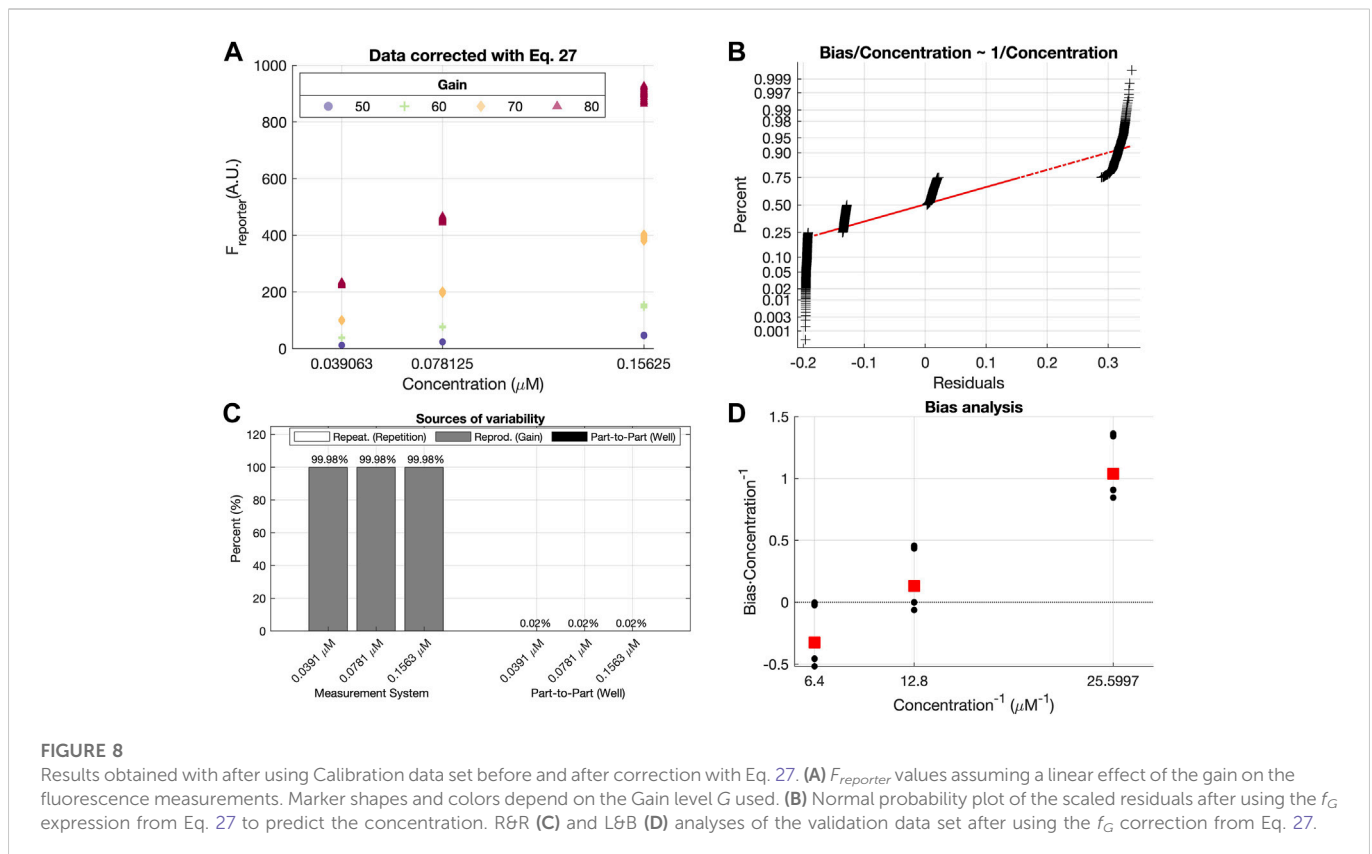 A
Data corrected with Eq. 27
1000
800
600
400
200
0
F_reporter(A.U.)
Gain
50 60 70 80
0.039063 0.078125 0.15625
Concentration (μM)
B
Bias/Concentration ~ 1/Concentration
0.999
0.997
0.99
0.98
0.95
0.90
0.75
0.50
0.25
0.10
0.05
0.02
0.01
0.003
0.001
Percent
-0.2 -0.1 0 0.1 0.2 0.3
Residuals
C
Sources of variability
Repeat. (Repetition) Reprod. (Gain) Part-to-Part (Well)
120
100
80
60
40
20
0
Percent (%)
99.98% 99.98% 99.98%
0.02% 0.02% 0.02%
0.0391 μM 0.0781 μM 0.1563 μM 0.0391 μM 0.0781 μM 0.1563 μM
Measurement System Part-to-Part (Well)
D
Bias analysis
1.5
1
0.5
0
-0.5
Bias·Concentration⁻¹
6.4 12.8 25.5997
Concentration⁻¹ (μM⁻¹)
FIGURE 8
Results obtained with after using Calibration data set before and after correction with Eq. 27. (A) F_reporter values assuming a linear effect of the gain on the
fluorescence measurements. Marker shapes and colors depend on the Gain level G used. (B) Normal probability plot of the scaled residuals after using the f_G
expression from Eq. 27 to predict the concentration. R&R (C) and L&B (D) analyses of the validation data set after using the f_G correction from Eq. 27.